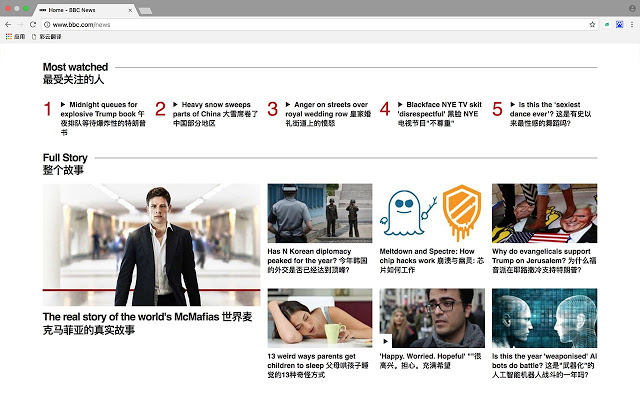 Home - BBC News
www.bbc.com/news
应用 彩云翻译
Most watched
最受关注的人
1 Midnight queues for
explosive Trump book 午
夜排队等待爆炸性的特朗普
书
2 Heavy snow sweeps
parts of China 大雪席卷了
中国部分地区
3 Anger on streets over
royal wedding row 皇家婚
礼街道上的愤怒
4 Blackface NYE TV skit
'disrespectful' 黑脸 NYE
电视节目"不尊重"
5 Is this the 'sexiest
dance ever'? 这是有史以
来最性感的舞蹈吗?
Full Story
整个故事
The real story of the world's McMafias 世界麦
克马菲亚的真实故事
Has N Korean diplomacy
peaked for the year? 今年韩国
的外交是否已经达到顶峰?
Meltdown and Spectre: How
chip hacks work 崩溃与幽灵: 芯
片如何工作
Why do evangelicals support
Trump on Jerusalem? 为什么福
音派在耶路撒冷支持特朗普?
13 weird ways parents get
children to sleep 父母哄孩子睡
觉的13种奇怪方式
'Happy. Worried. Hopeful' "'很
高兴。担心。充满希望
Is this the year 'weaponised' AI
bots do battle? 这是"武器化"的
人工智能机器人战斗的一年吗?